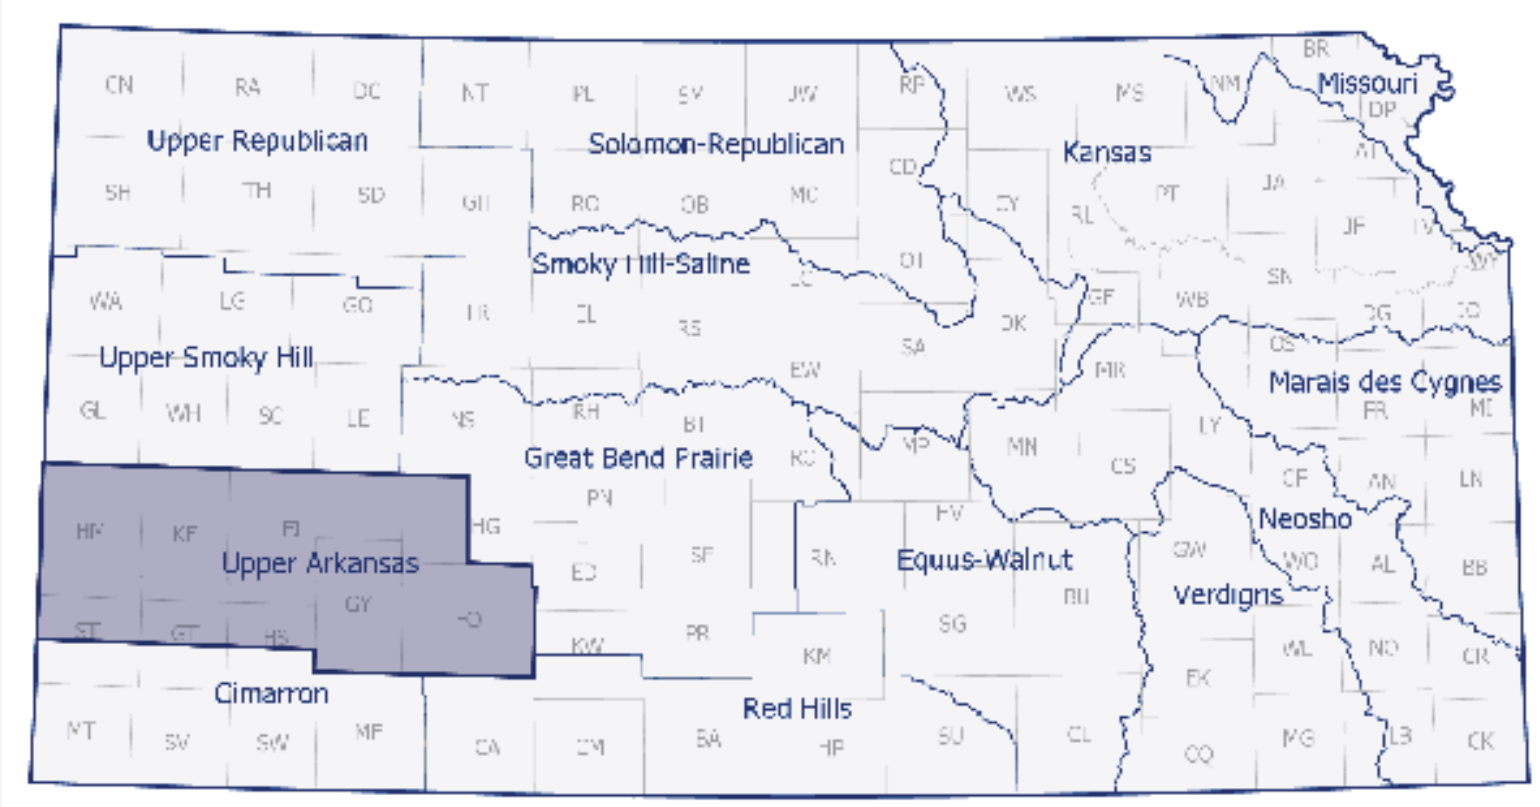 BR
CN RA DC NT PL SM JW RP WS MS NM Missouri
DP
Upper Republican Solomon-Republican Kansas AT
CD
SH TH SD GH RO OB MC CY RL PT JA
JF LV
Smoky Hill-Saline OT SN WY
WA LG GO TR EL LC RS DK GE WB DG JO
Upper Smoky Hill EW SA MR OS
Marais des Cygnes
GL WH SC LE NS RH BT MP MN LY FR MI
Great Bend Prairie RC CS CF AN LN
PN
HM KE FI HG HV Neosho
Upper Arkansas ED SF RN Equus-Walnut GW WO AL BB
GY FO BU Verdigris
ST GT HS KW PR SG WL NO CR
KM
Cimarron Red Hills EK
MT SV SW ME CA CM BA HP SU CL CQ MG LB CK